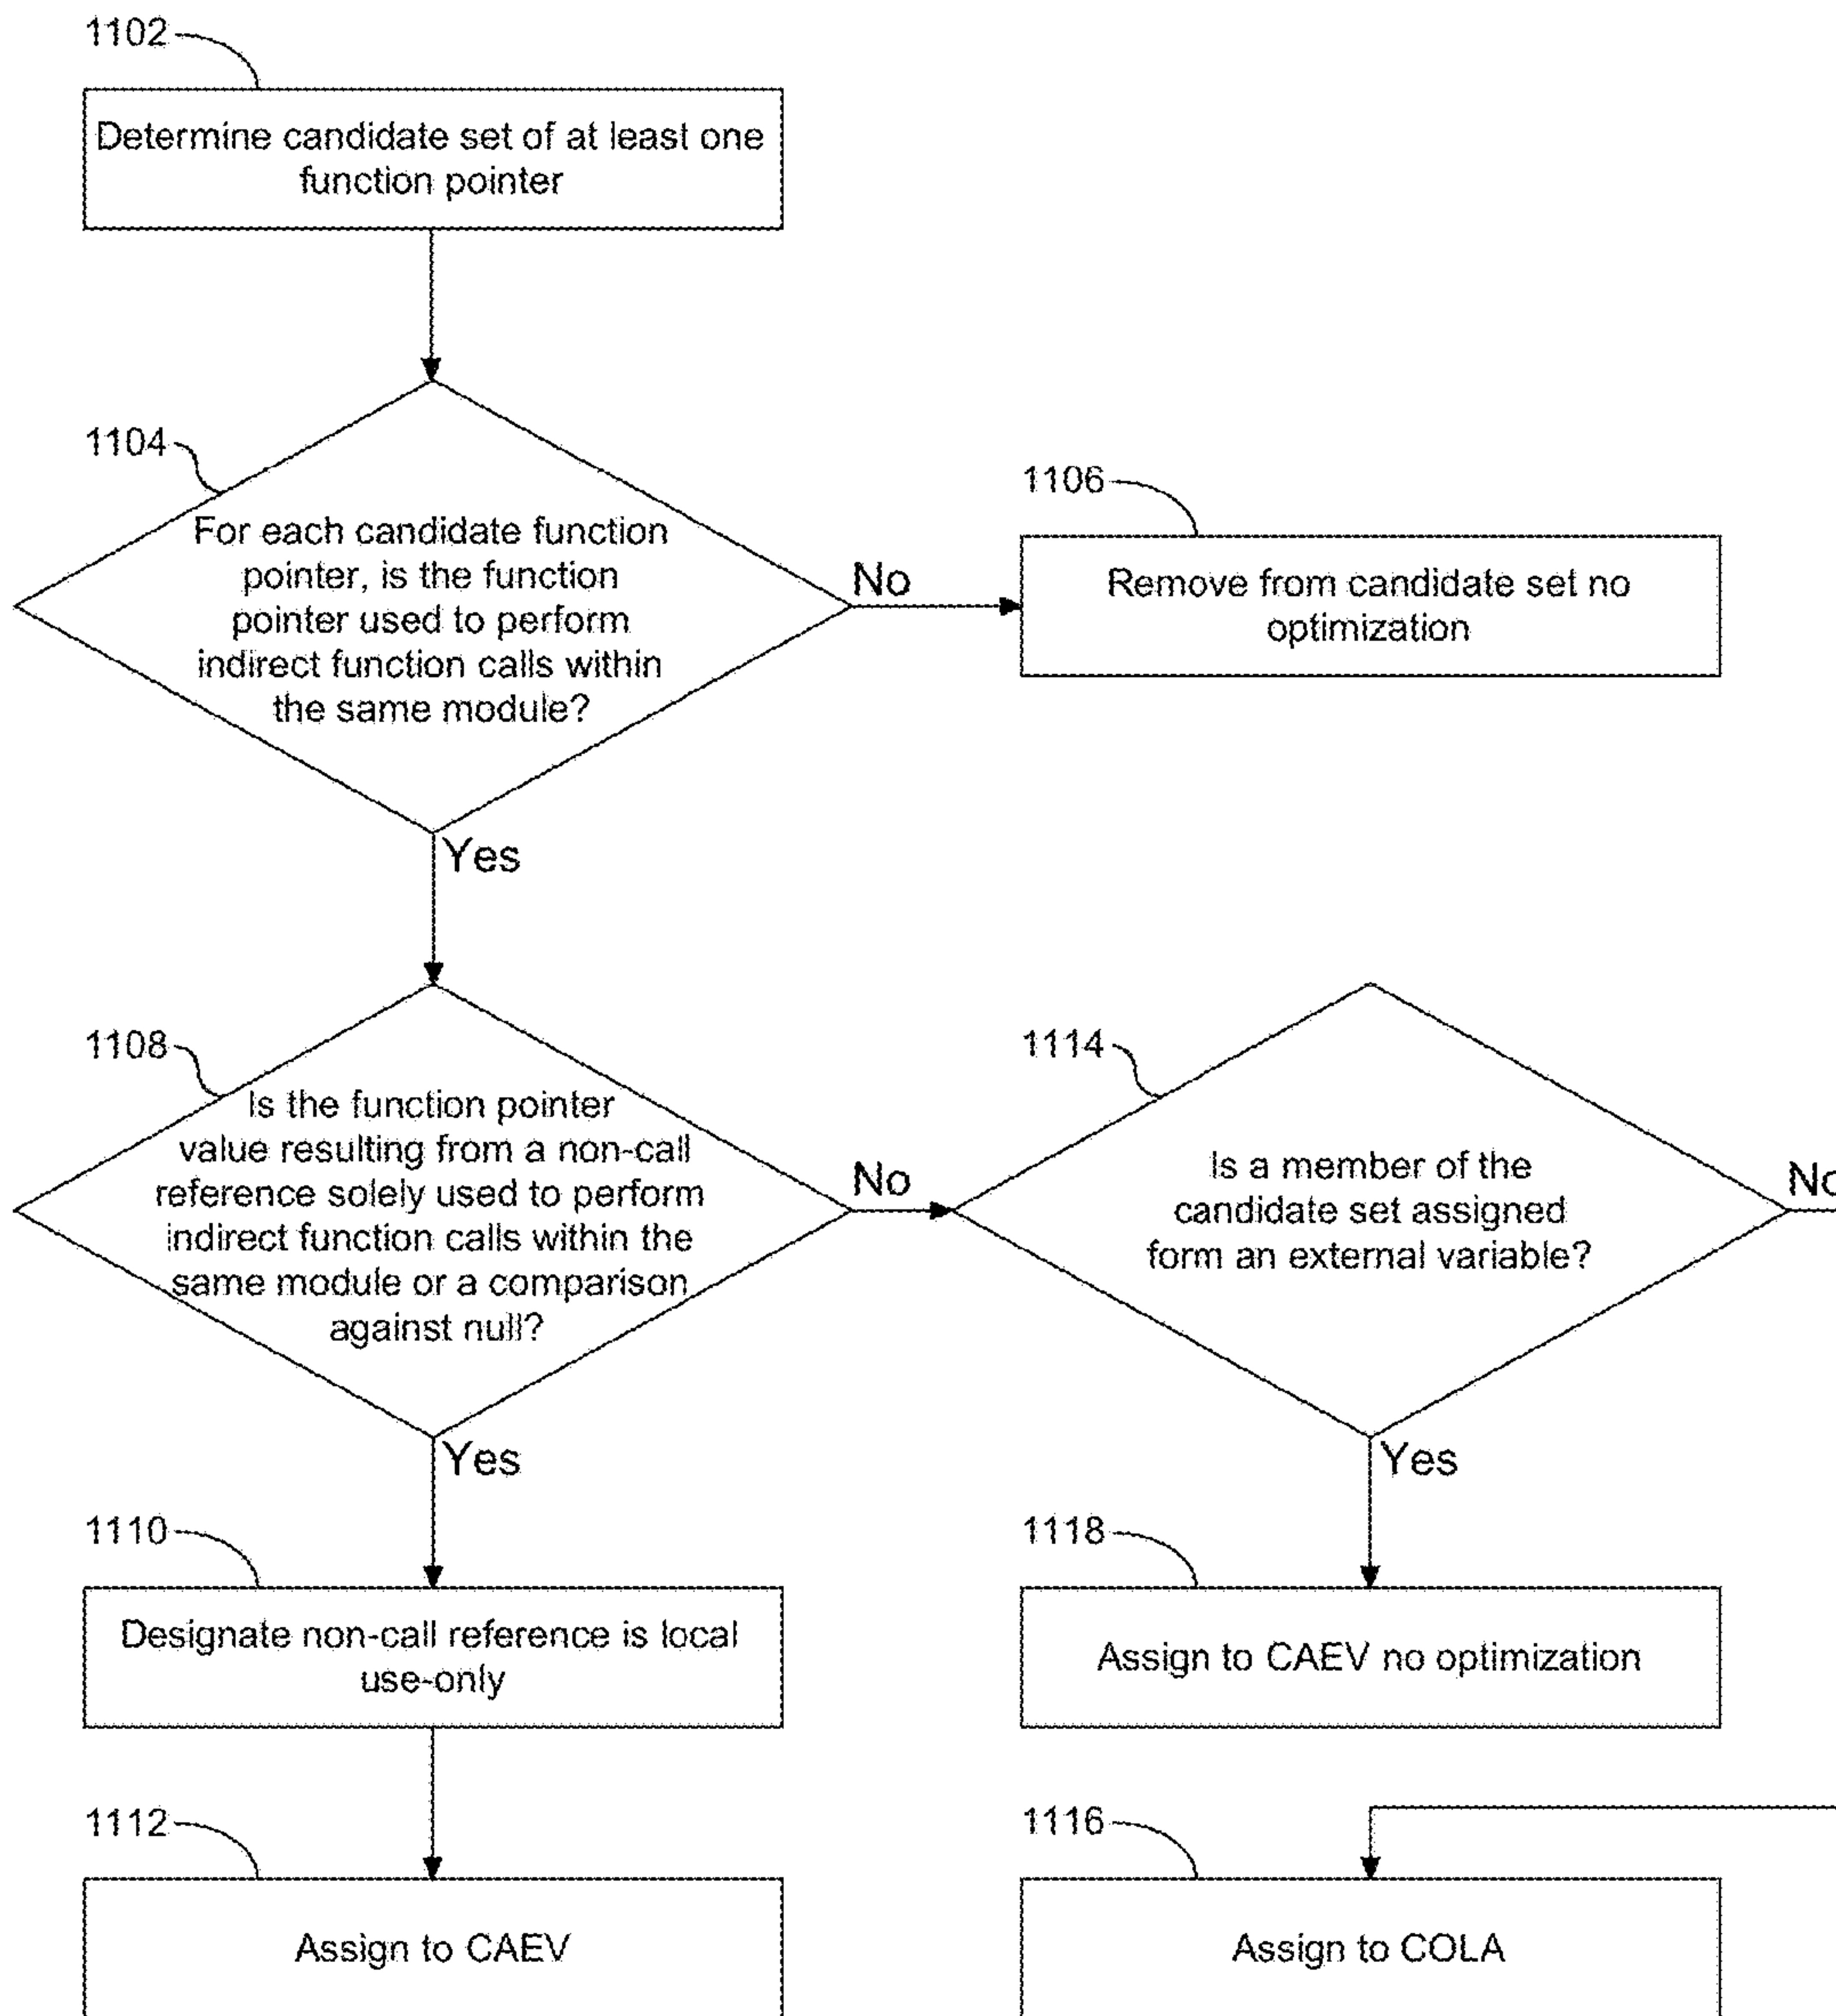 1102
Determine candidate set of at least one
function pointer
1104
For each candidate function
pointer, is the function
pointer used to perform
indirect function calls within
the same module?
No
1106
Remove from candidate set no
optimization
Yes
1108
Is the function pointer
value resulting from a non-call
reference solely used to perform
indirect function calls within the
same module or a comparison
against null?
No
1114
Is a member of the
candidate set assigned
form an external variable?
No
Yes
Yes
1110
Designate non-call reference is local
use-only
1118
Assign to CAEV no optimization
1112
Assign to CAEV
1116
Assign to COLA